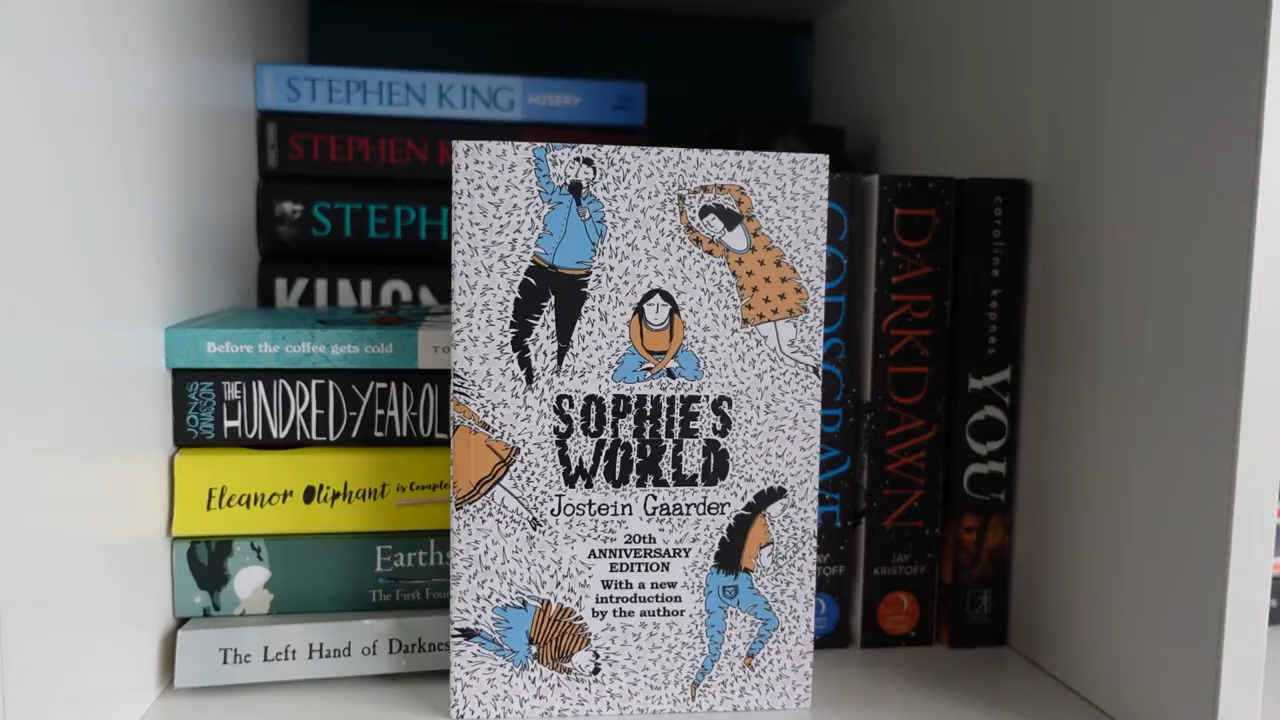 STEPHEN KING MISERY
STEPHEN K
STEPH
KING
Before the coffee gets cold TO
JONAS JONASSON THE HUNDRED-YEAR-OL
Eleanor Oliphant is Comple
Earths
The First Four
The Left Hand of Darknes
SOPHIE'S
WORLD
Jostein Gaarder
20th
ANNIVERSARY
EDITION
With a new
introduction
by the author
GODSGRAVE
AY
TOFF
DARKDAWN
JAY
KRISTOFF
caroline kepnes YOU